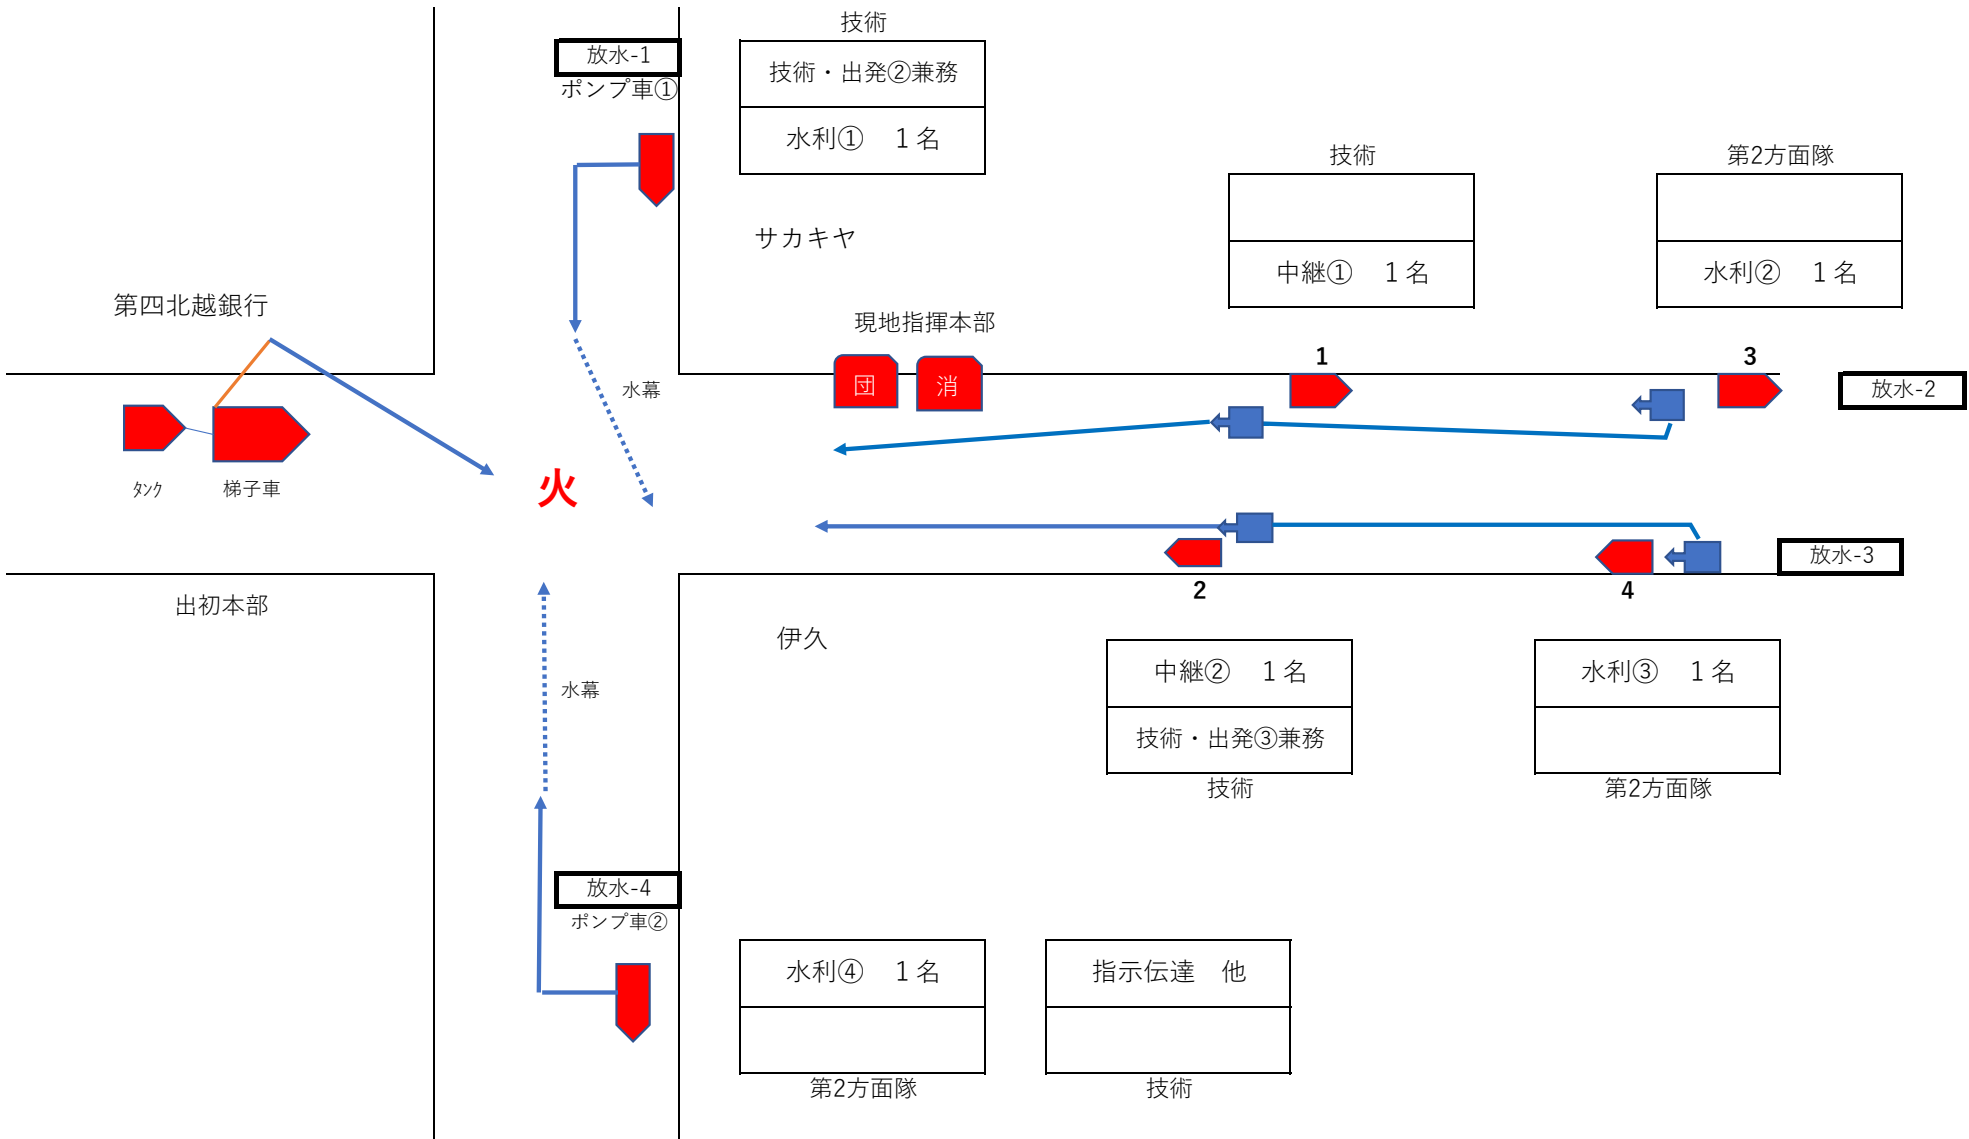 技術
放水-1
技術・出発②兼務
ポンプ車①
水利①　１名
技術
第2方面隊
サカキヤ
中継①　１名
水利②　１名
第四北越銀行
現地指揮本部
1
3
団
消
水幕
放水-2
火
ﾀﾝｸ
梯子車
放水-3
2
4
出初本部
伊久
中継②　１名
水利③　１名
水幕
技術・出発③兼務
技術
第2方面隊
放水-4
ポンプ車②
水利④　１名
指示伝達　他
第2方面隊
技術